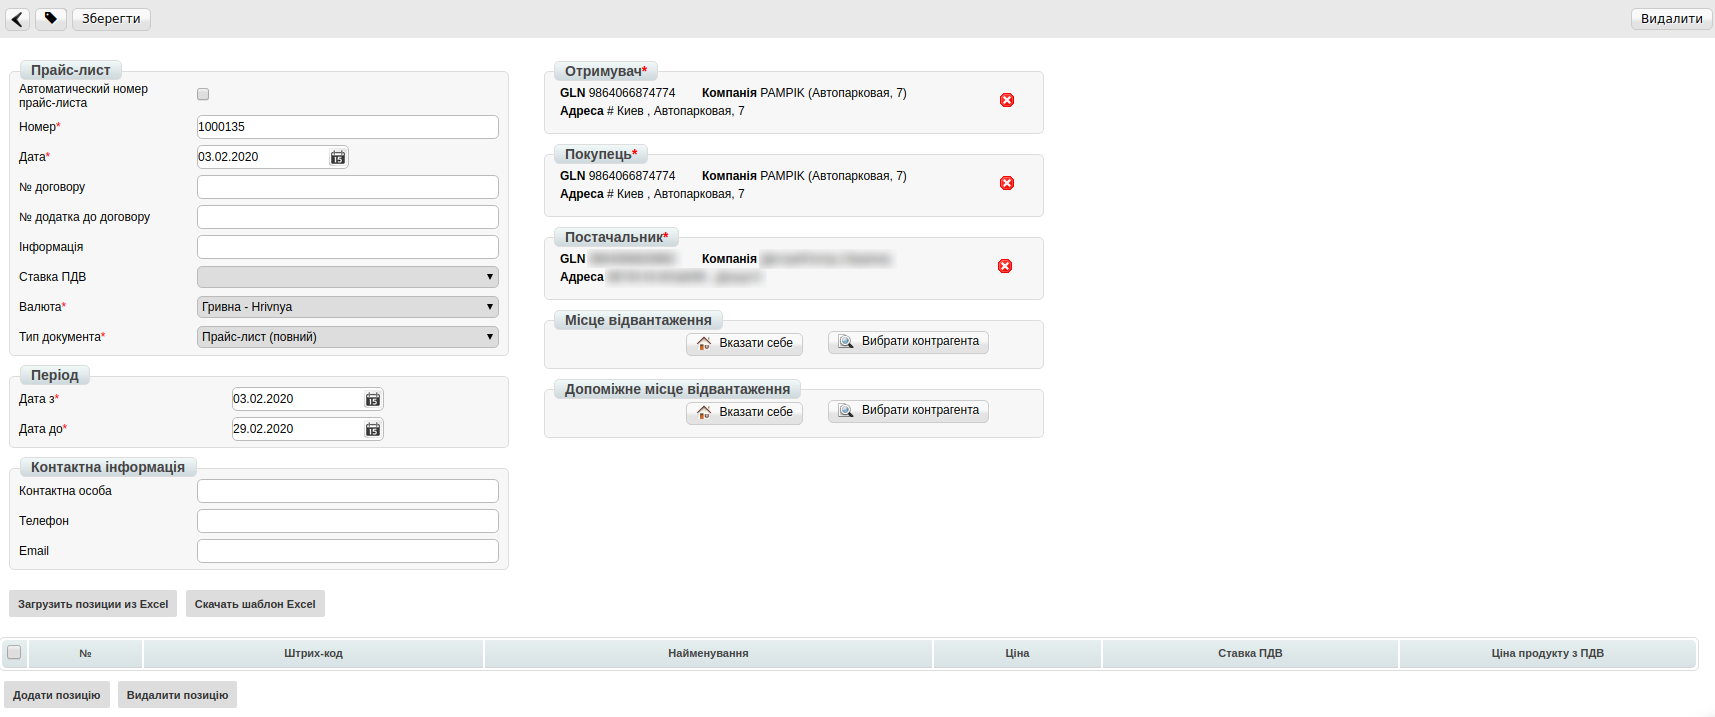 Зберегти
Видалити
Прайс-лист
Автоматический номер
прайс-листа
Номер*
1000135
Дата*
03.02.2020
15
№ договору
№ додатка до договору
Інформація
Ставка ПДВ
Валюта*
Гривна - Hrivnya
Тип документа*
Прайс-лист (повний)
Період
Дата з*
03.02.2020
15
Дата до*
29.02.2020
15
Контактна інформація
Контактна особа
Телефон
Email
Отримувач*
GLN 9864066874774 Компанія PAMPIK (Автопарковая, 7)
Адреса # Киев , Автопарковая, 7
Покупець*
GLN 9864066874774 Компанія PAMPIK (Автопарковая, 7)
Адреса # Киев , Автопарковая, 7
Постачальник*
GLN Компанія
Адреса
Місце відвантаження
Вказати себе Вибрати контрагента
Допоміжне місце відвантаження
Вказати себе Вибрати контрагента
Загрузить позиции из Excel Скачать шаблон Excel
№ Штрих-код Найменування Ціна Ставка ПДВ Ціна продукту з ПДВ
Додати позицію Видалити позицію